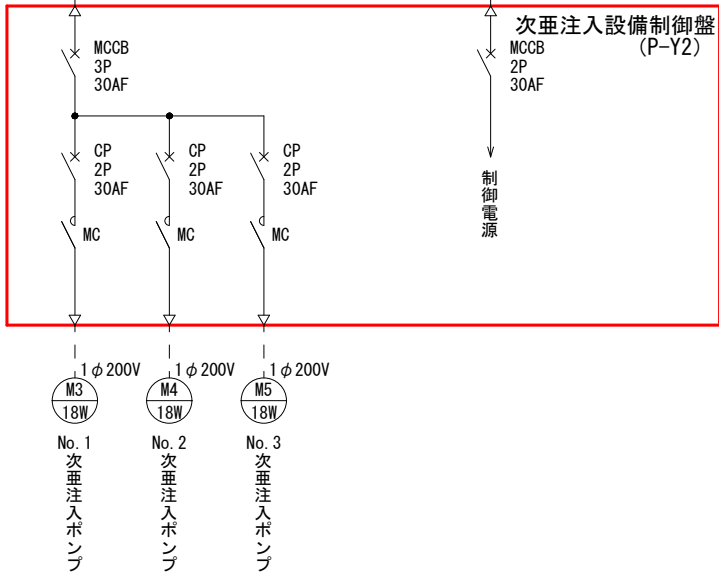 次亜注入設備制御盤
(P-Y2)
MCCB
3P
30AF
MCCB
2P
30AF
CP
2P
30AF
CP
2P
30AF
CP
2P
30AF
制御電源
MC
MC
MC
1φ200V
1φ200V
1φ200V
M3
18W
M4
18W
M5
18W
No.1
次亜注入ポンプ
No.2
次亜注入ポンプ
No.3
次亜注入ポンプ